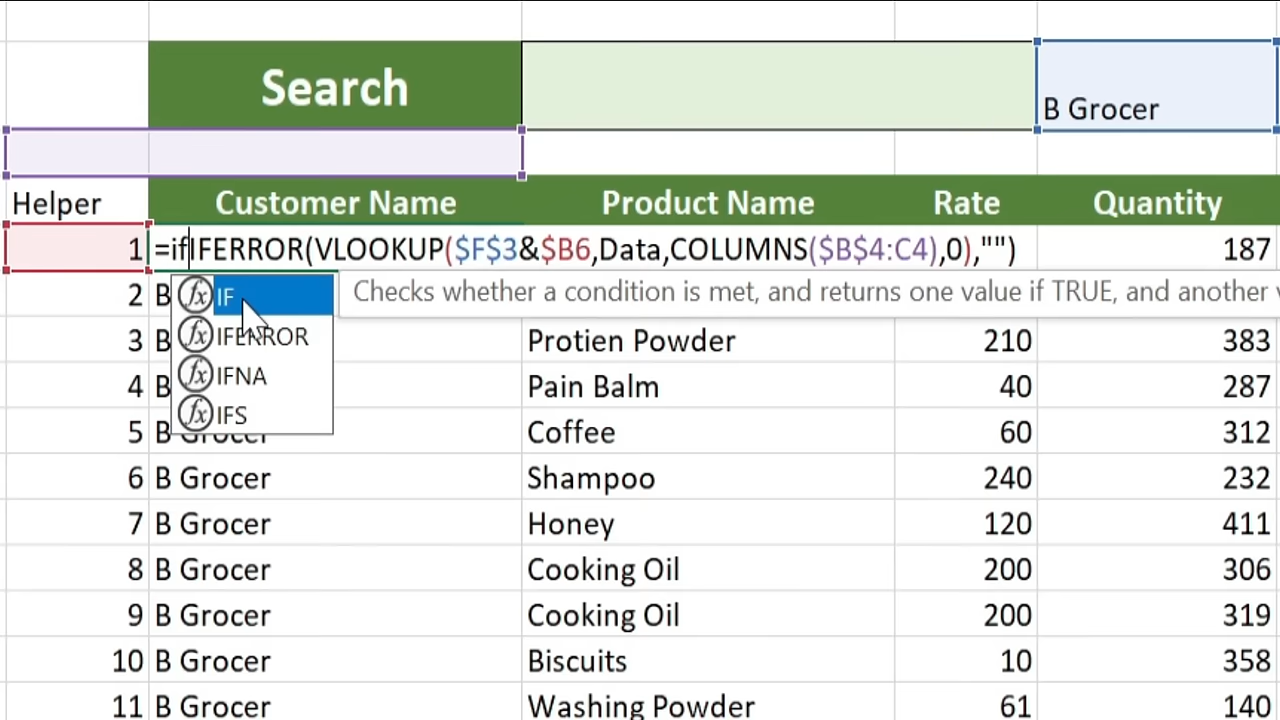 Search
B Grocer
Helper Customer Name Product Name Rate Quantity
1 =ifIFERROR(VLOOKUP($F$3&$B6,Data,COLUMNS($B$4:C4),0),"") 187
2 B
IF Checks whether a condition is met, and returns one value if TRUE, and another
3 B IFERROR Protien Powder 210 383
4 B IFNA Pain Balm 40 287
IFS
5 B Grocer Coffee 60 312
6 B Grocer Shampoo 240 232
7 B Grocer Honey 120 411
8 B Grocer Cooking Oil 200 306
9 B Grocer Cooking Oil 200 319
10 B Grocer Biscuits 10 358
11 B Grocer Washing Powder 61 140